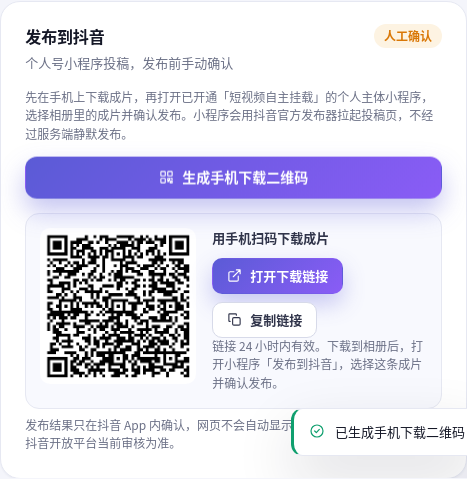 发布到抖音
人工确认
个人号小程序投稿，发布前手动确认
先在手机上下载成片，再打开已开通「短视频自主挂载」的个人主体小程序，
选择相册里的成片并确认发布。小程序会用抖音官方发布器拉起投稿页，不经
过服务端静默发布。
生成手机下载二维码
用手机扫码下载成片
打开下载链接
复制链接
链接 24 小时内有效。下载到相册后，打
开小程序「发布到抖音」，选择这条成片
并确认发布。
发布结果只在抖音 App 内确认，网页不会自动显示
抖音开放平台当前审核为准。
已生成手机下载二维码